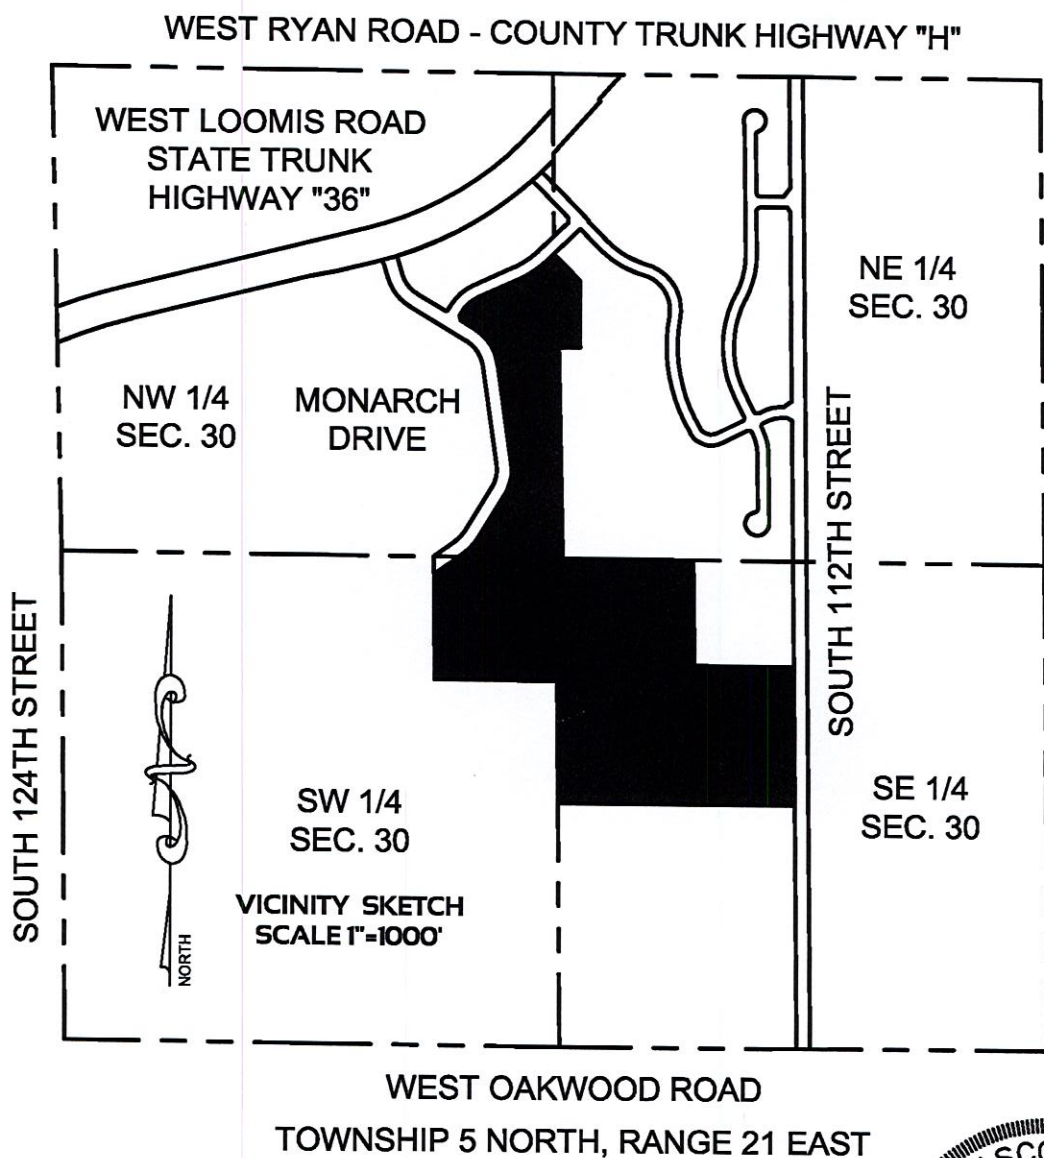 WEST RYAN ROAD - COUNTY TRUNK HIGHWAY "H"
WEST LOOMIS ROAD
STATE TRUNK
HIGHWAY "36"
NE 1/4
SEC. 30
NW 1/4
SEC. 30
MONARCH
DRIVE
SOUTH 112TH STREET
SOUTH 124TH STREET
SW 1/4
SEC. 30
SE 1/4
SEC. 30
VICINITY SKETCH
SCALE 1"=1000'
NORTH
WEST OAKWOOD ROAD
TOWNSHIP 5 NORTH, RANGE 21 EAST